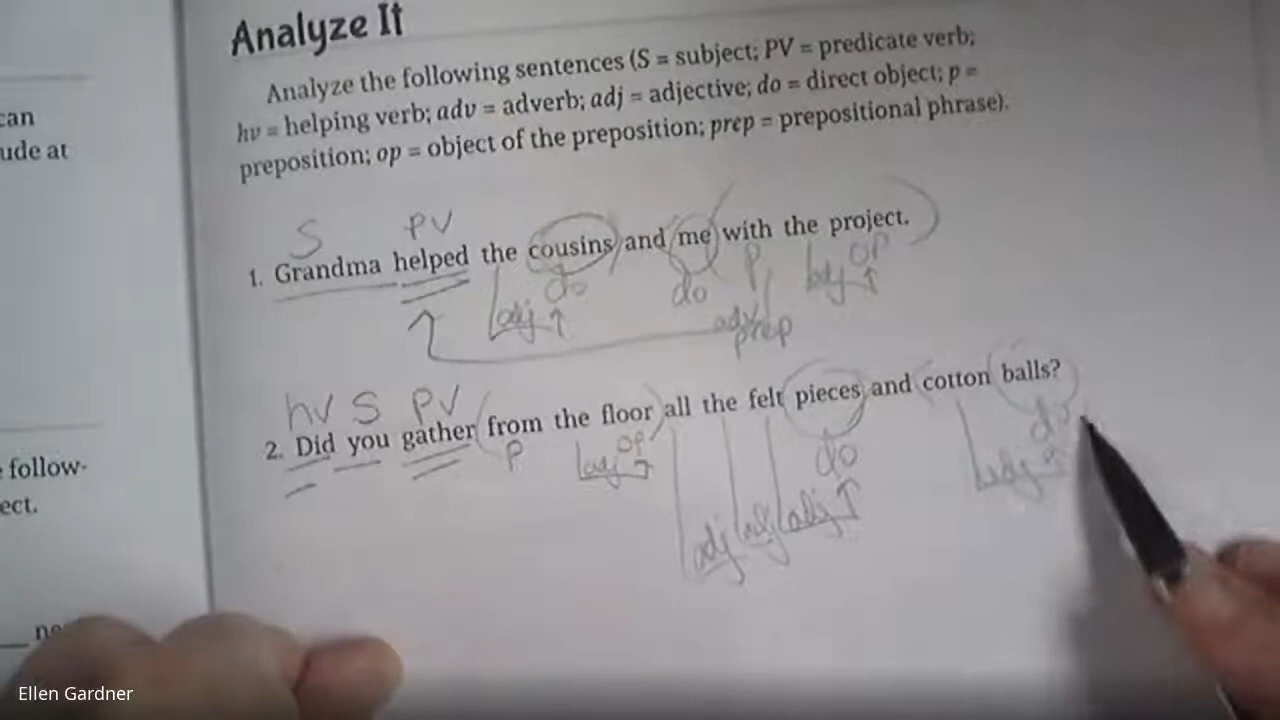 Analyze It
Analyze the following sentences (S = subject; PV = predicate verb;
hv = helping verb; adv = adverb; adj = adjective; do = direct object; p =
preposition; op = object of the preposition; prep = prepositional phrase).
can
ude at
S PV
1. Grandma helped the cousins and me with the project.
adj do do p adj op
prep
hv S PV
2. Did you gather from the floor all the felt pieces and cotton balls?
p adj op do do
adj adj adj adj
follow-
ect.
Ellen Gardner